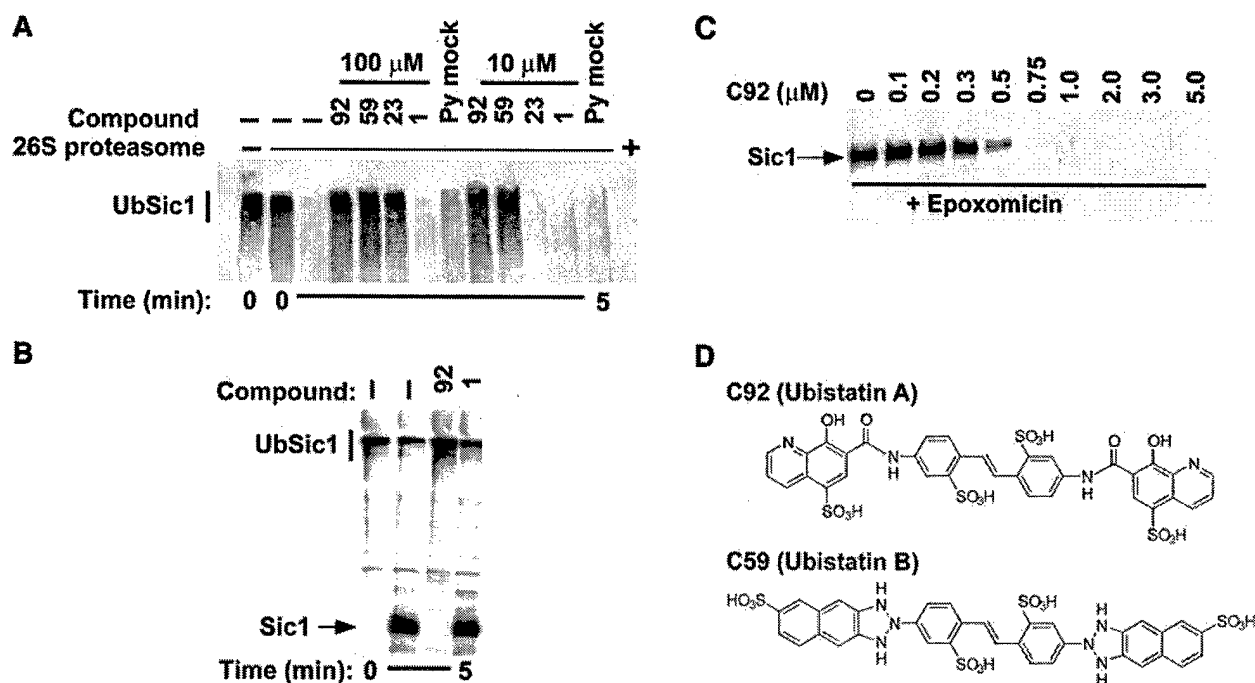 A
100 µM
Py mock
10 µM
Py mock
Compound
– – – 92 59 23 1 92 59 23 1
26S proteasome
– +
UbSic1
Time (min): 0 0 5
B
Compound: – – 92 1
UbSic1
Sic1
Time (min): 0 5
C
C92 (µM) 0 0.1 0.2 0.3 0.5 0.75 1.0 2.0 3.0 5.0
Sic1
+ Epoxomicin
D
C92 (Ubistatin A)
N
OH
O
N
H
SO3H
SO3H
SO3H
O
N
H
OH
N
SO2H
C59 (Ubistatin B)
HO3S
H
N
N
N
H
SO3H
SO3H
H
N
N
N
H
SO3H